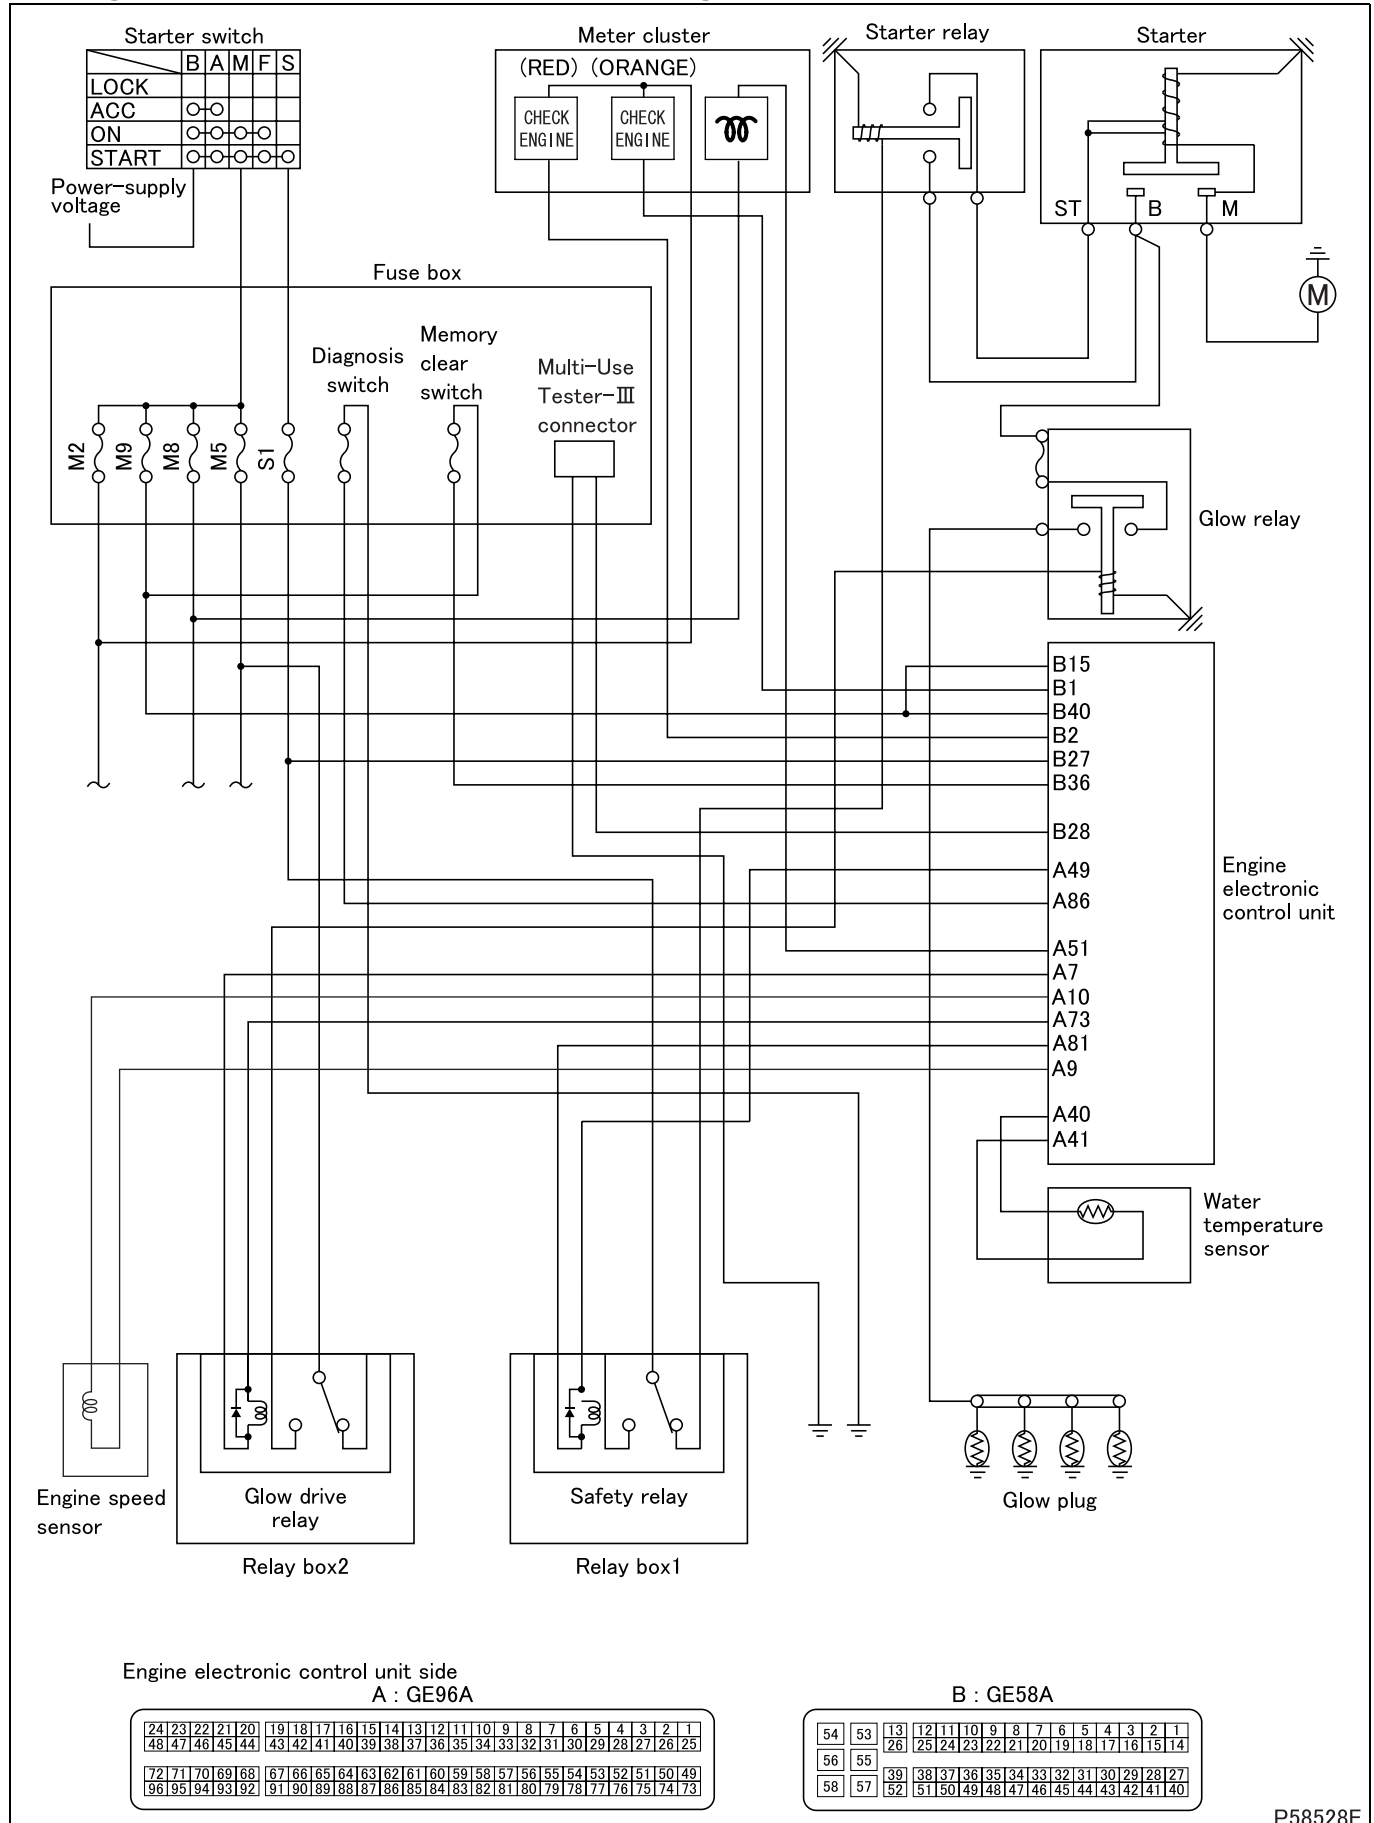 Starter switch
B A M F S
LOCK
ACC
ON
START
Power-supply
voltage
Meter cluster
(RED) (ORANGE)
CHECK
ENGINE
CHECK
ENGINE
Starter relay
Starter
ST
B
M
M
Fuse box
Diagnosis
switch
Memory
clear
switch
Multi-Use
Tester-Ⅲ
connector
M2
M9
M8
M5
S1
Glow relay
B15
B1
B40
B2
B27
B36
B28
A49
A86
A51
A7
A10
A73
A81
A9
A40
A41
Engine
electronic
control unit
Water
temperature
sensor
Engine speed
sensor
Glow drive
relay
Relay box2
Safety relay
Relay box1
Glow plug
Engine electronic control unit side
A : GE96A
24 23 22 21 20 19 18 17 16 15 14 13 12 11 10 9 8 7 6 5 4 3 2 1
48 47 46 45 44 43 42 41 40 39 38 37 36 35 34 33 32 31 30 29 28 27 26 25
72 71 70 69 68 67 66 65 64 63 62 61 60 59 58 57 56 55 54 53 52 51 50 49
96 95 94 93 92 91 90 89 88 87 86 85 84 83 82 81 80 79 78 77 76 75 74 73
B : GE58A
54 53 13 12 11 10 9 8 7 6 5 4 3 2 1
26 25 24 23 22 21 20 19 18 17 16 15 14
56 55
39 38 37 36 35 34 33 32 31 30 29 28 27
58 57 52 51 50 49 48 47 46 45 44 43 42 41 40
P58528E